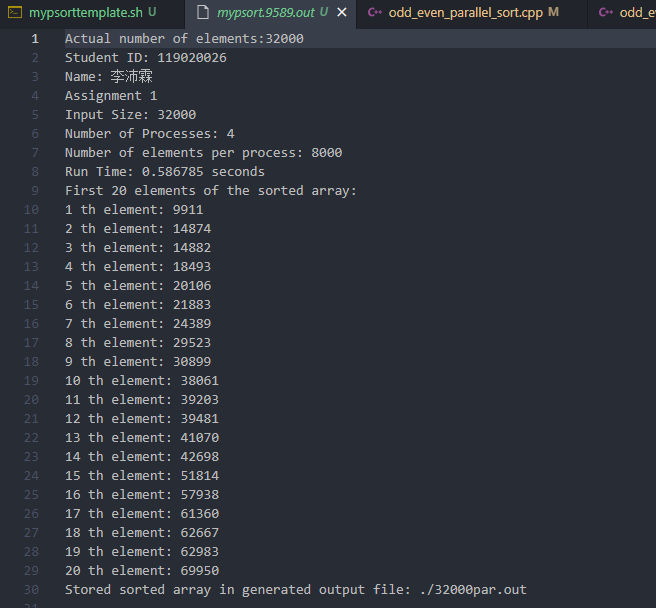 mypsorttemplate.sh U mypsort.9589.out U odd_even_parallel_sort.cpp M odd_e
1 Actual number of elements:32000
2 Student ID: 119020026
3 Name: 李沛霖
4 Assignment 1
5 Input Size: 32000
6 Number of Processes: 4
7 Number of elements per process: 8000
8 Run Time: 0.586785 seconds
9 First 20 elements of the sorted array:
10 1 th element: 9911
11 2 th element: 14874
12 3 th element: 14882
13 4 th element: 18493
14 5 th element: 20106
15 6 th element: 21883
16 7 th element: 24389
17 8 th element: 29523
18 9 th element: 30899
19 10 th element: 38061
20 11 th element: 39203
21 12 th element: 39481
22 13 th element: 41070
23 14 th element: 42698
24 15 th element: 51814
25 16 th element: 57938
26 17 th element: 61360
27 18 th element: 62667
28 19 th element: 62983
29 20 th element: 69950
30 Stored sorted array in generated output file: ./32000par.out